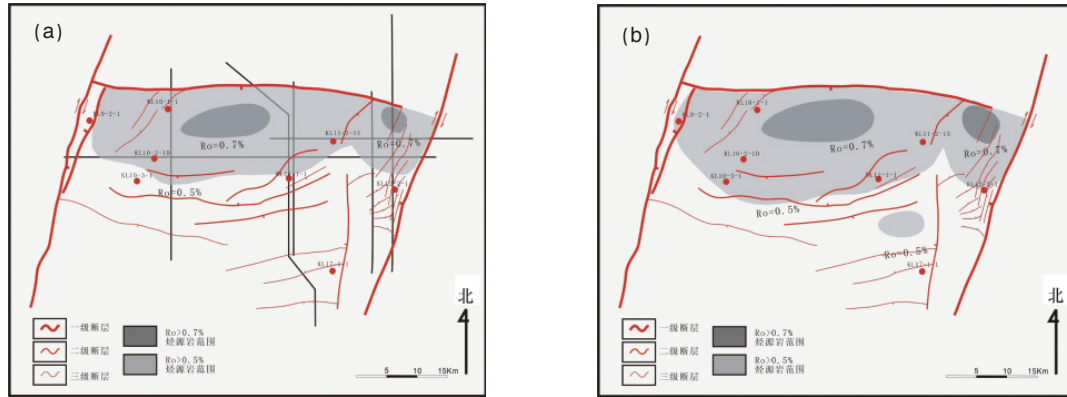 (a)
KL10-1-1
KL9-2-1
Ro=0.7%
KL11-2-1S
Ro=0.7%
KL10-2-1D
KL10-3-1
Ro=0.5%
KL17-1-1
北
一级断层
二级断层
三级断层
Ro>0.7%
烃源岩范围
Ro>0.5%
烃源岩范围
5 10 15Km
(b)
KL10-1-1
KL9-2-1
Ro=0.7%
KL11-2-1S
Ro=0.7%
KL10-2-1D
KL10-3-1
KL11-1-1
Ro=0.5%
Ro=0.5%
KL17-1-1
北
一级断层
二级断层
三级断层
Ro>0.7%
烃源岩范围
Ro>0.5%
烃源岩范围
5 10 15Km